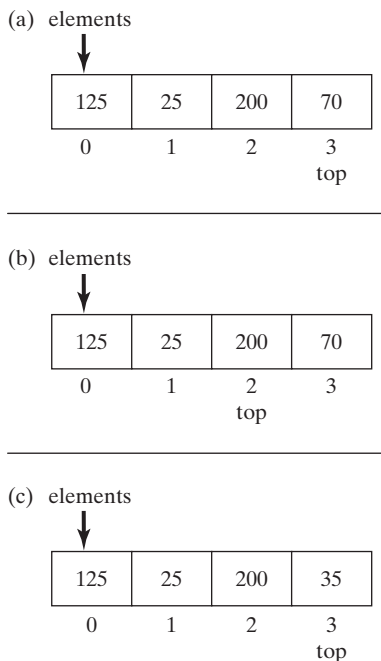 (a) elements
125 25 200 70
0 1 2 3
top
(b) elements
125 25 200 70
0 1 2 3
top
(c) elements
125 25 200 35
0 1 2 3
top